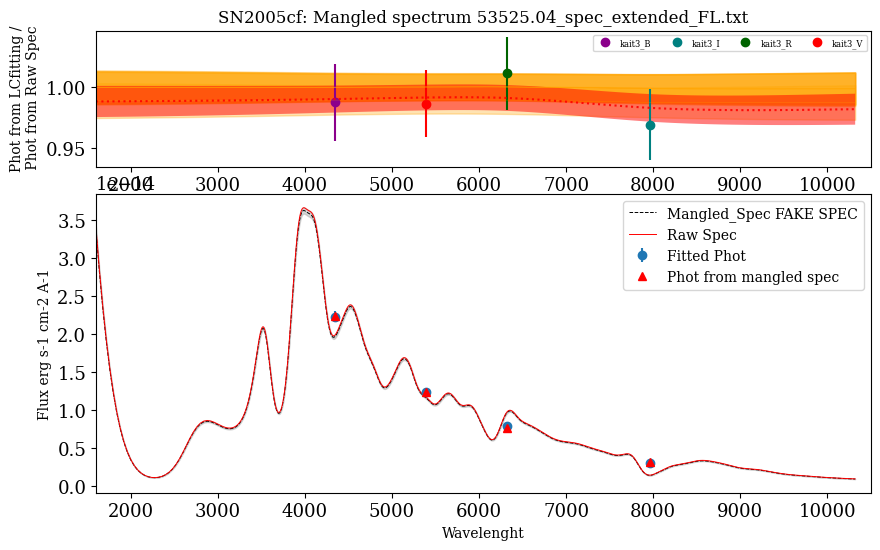 SN2005cf: Mangled spectrum 53525.04_spec_extended_FL.txt
Phot from LCfitting /
Phot from Raw Spec
kait3_B kait3_I kait3_R kait3_V
1.00
0.95
2000 3000 4000 5000 6000 7000 8000 9000 10000
1e−14
Flux erg s-1 cm-2 A-1
Mangled_Spec FAKE SPEC
Raw Spec
Fitted Phot
Phot from mangled spec
3.5
3.0
2.5
2.0
1.5
1.0
0.5
0.0
2000 3000 4000 5000 6000 7000 8000 9000 10000
Wavelenght